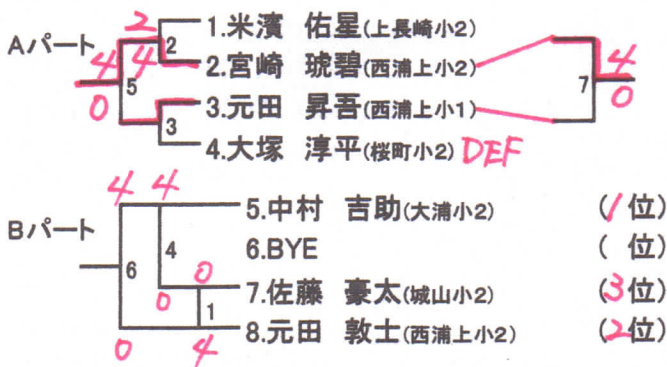 2
1.米濱 佑星(上長崎小2)
Aパート 4 4 2
2.宮崎 琥碧(西浦上小2) 4
0 5 7 0
3.元田 昇吾(西浦上小1)
3
4.大塚 淳平(桜町小2) DEF
4 4
5.中村 吉助(大浦小2) (1位)
Bパート
4 6.BYE ( 位)
6 0
0 7.佐藤 豪太(城山小2) (3位)
1
8.元田 敦士(西浦上小2) (2位)
0 4